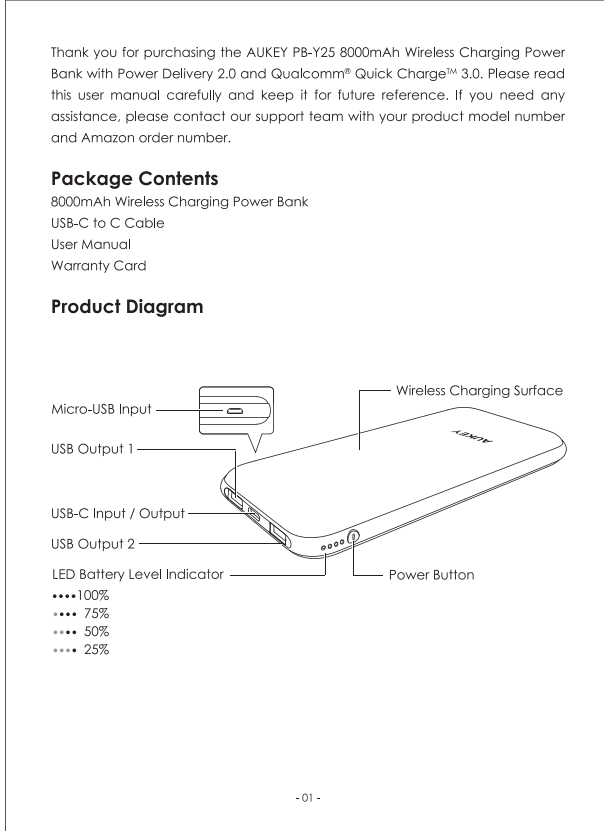 Thank you for purchasing the AUKEY PB-Y25 8000mAh Wireless Charging Power
Bank with Power Delivery 2.0 and Qualcomm® Quick Charge™ 3.0. Please read
this user manual carefully and keep it for future reference. If you need any
assistance, please contact our support team with your product model number
and Amazon order number.
Package Contents
8000mAh Wireless Charging Power Bank
USB-C to C Cable
User Manual
Warranty Card
Product Diagram
Wireless Charging Surface
Micro-USB Input
AUKEY
USB Output 1
USB-C Input / Output
USB Output 2
LED Battery Level Indicator
Power Button
••••100%
•••• 75%
•••• 50%
•••• 25%
- 01 -